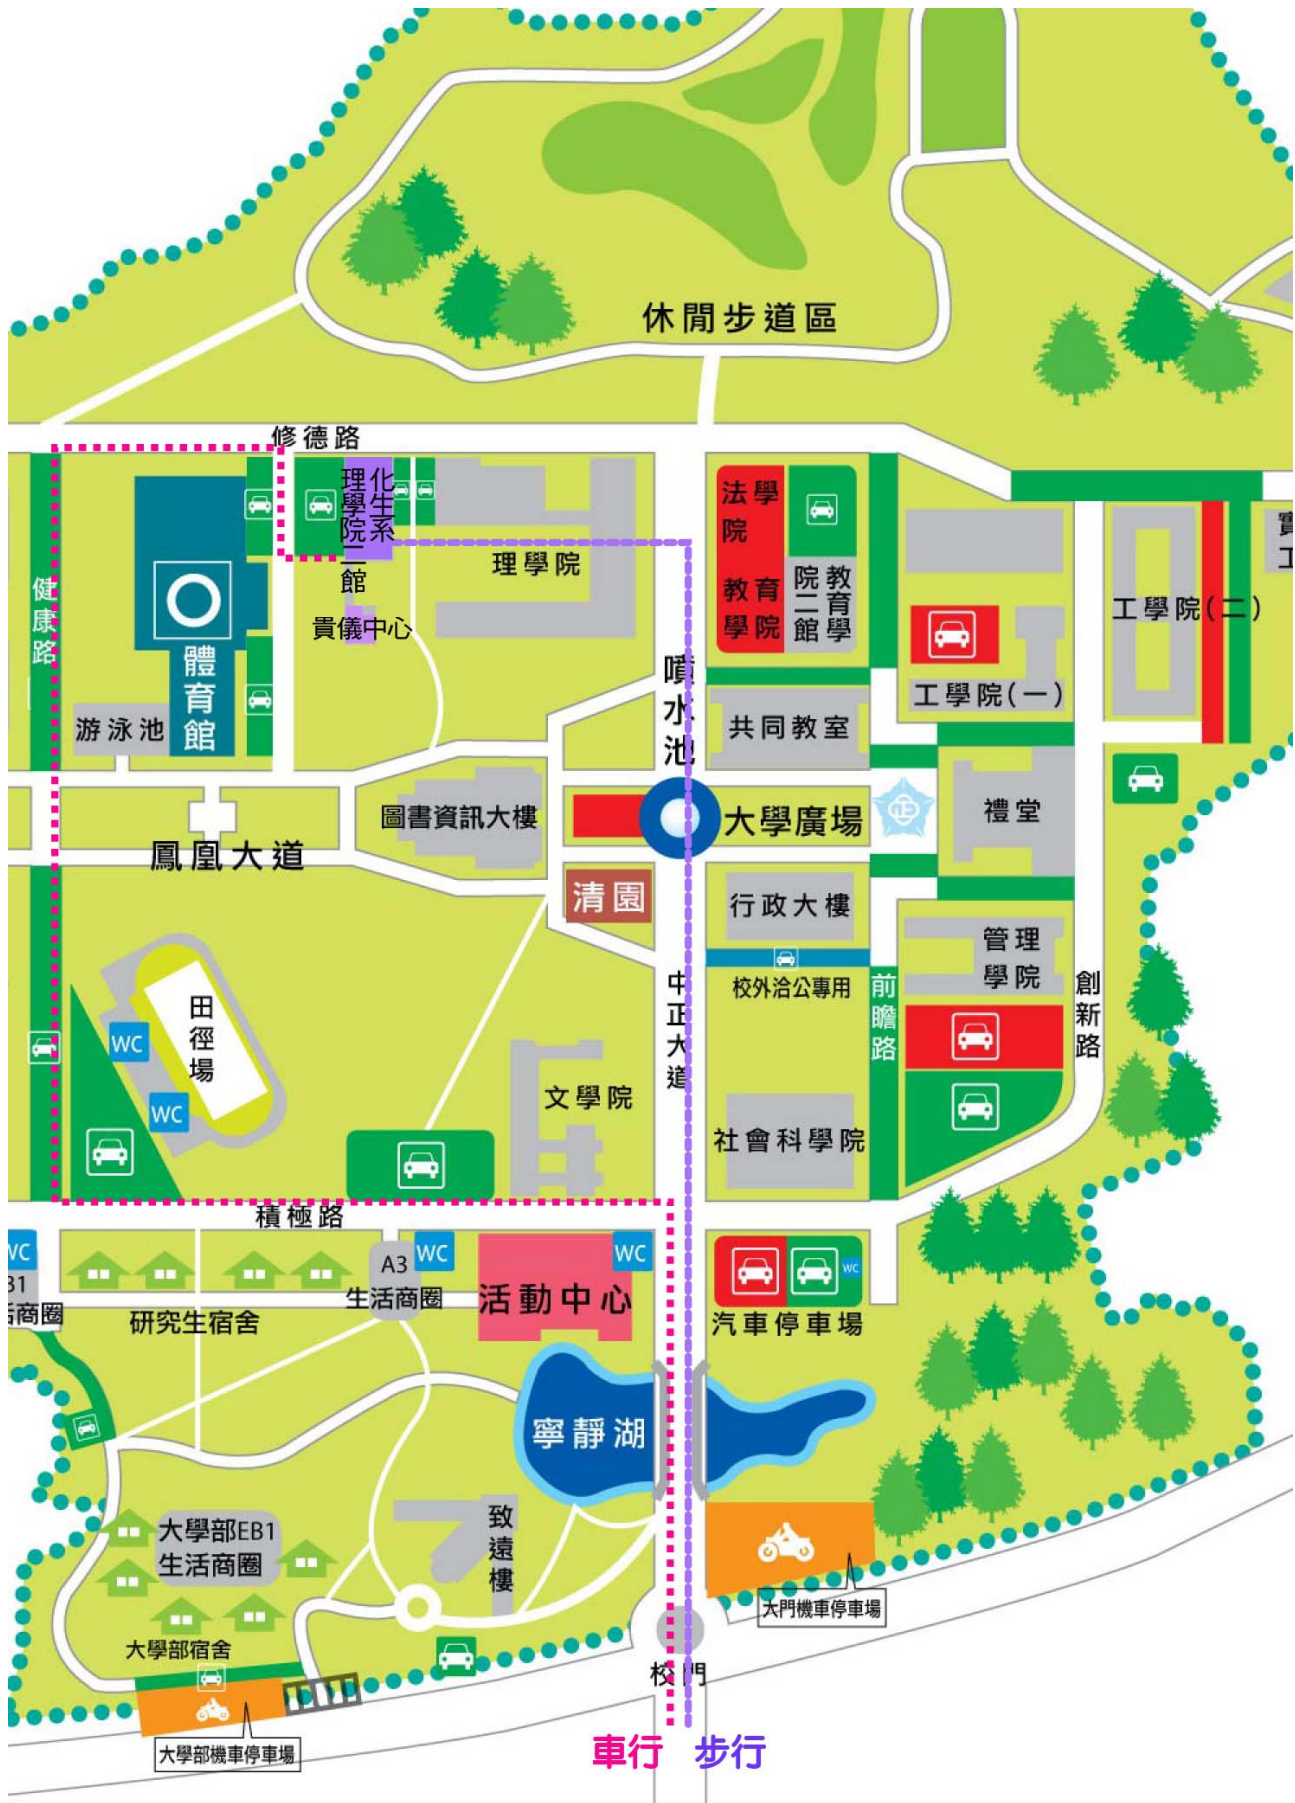 休閒步道區
修德路
理學院二館
化生系
理學院
貴儀中心
健康路
體育館
游泳池
法學院
教育學院
教育學院二館
工學院(二)
工學院(一)
噴水池
共同教室
圖書資訊大樓
大學廣場
禮堂
鳳凰大道
清園
行政大樓
管理學院
校外洽公專用
中正大道
前瞻路
創新路
田徑場
WC
WC
文學院
社會科學院
積極路
WC
A3
生活商圈
WC
活動中心
WC
WC
汽車停車場
研究生宿舍
寧靜湖
致遠樓
大學部EB1
生活商圈
大學部宿舍
大門機車停車場
校門
大學部機車停車場
車行
步行